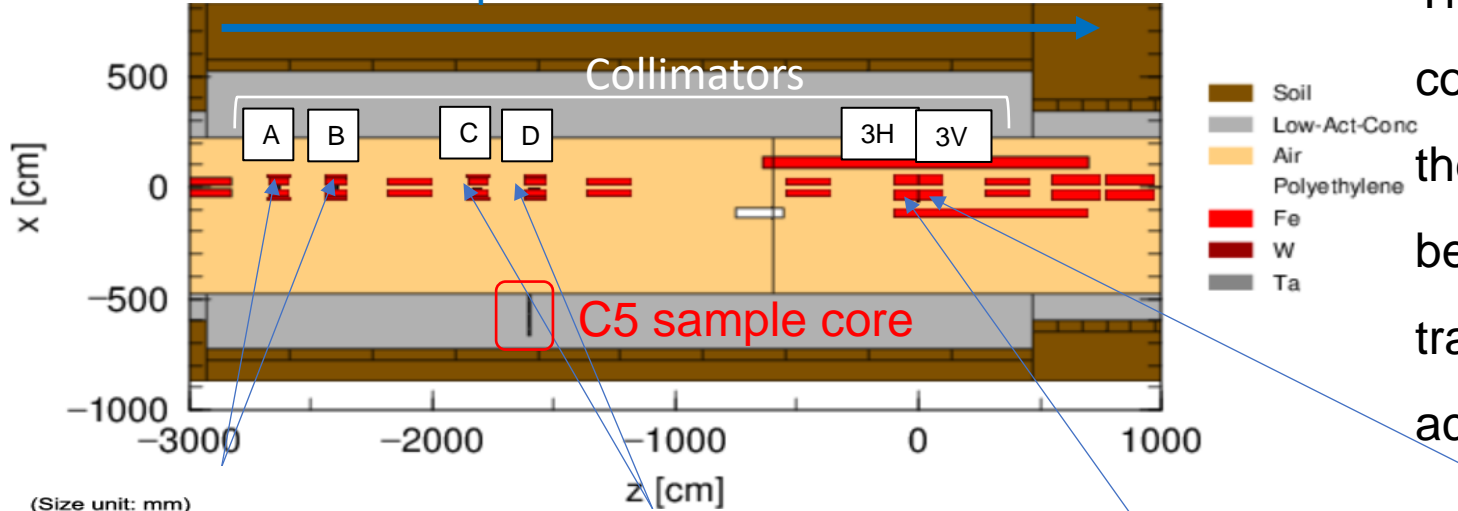 Collimators
A
B
C
D
3H
3V
500
0
−500
−1000
x [cm]
C5 sample core
−3000
−2000
−1000
0
1000
z [cm]
(Size unit: mm)
Soil
Low-Act-Conc
Air
Polyethylene
Fe
W
Ta
co
the
be
tra
ac